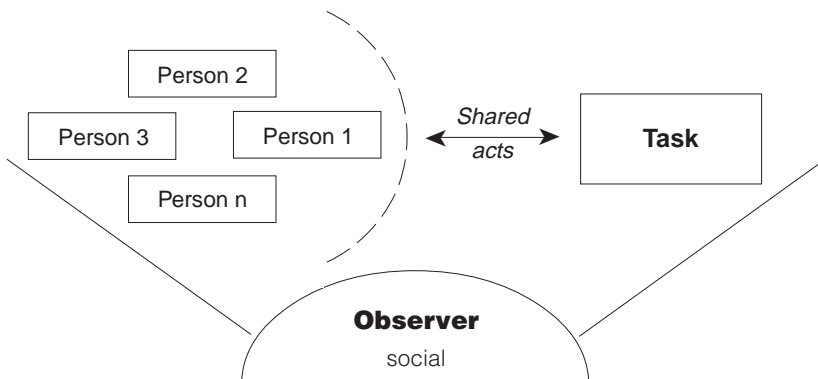 Person 2
Person 3
Person 1
Person n
Shared
acts
Task
Observer
social